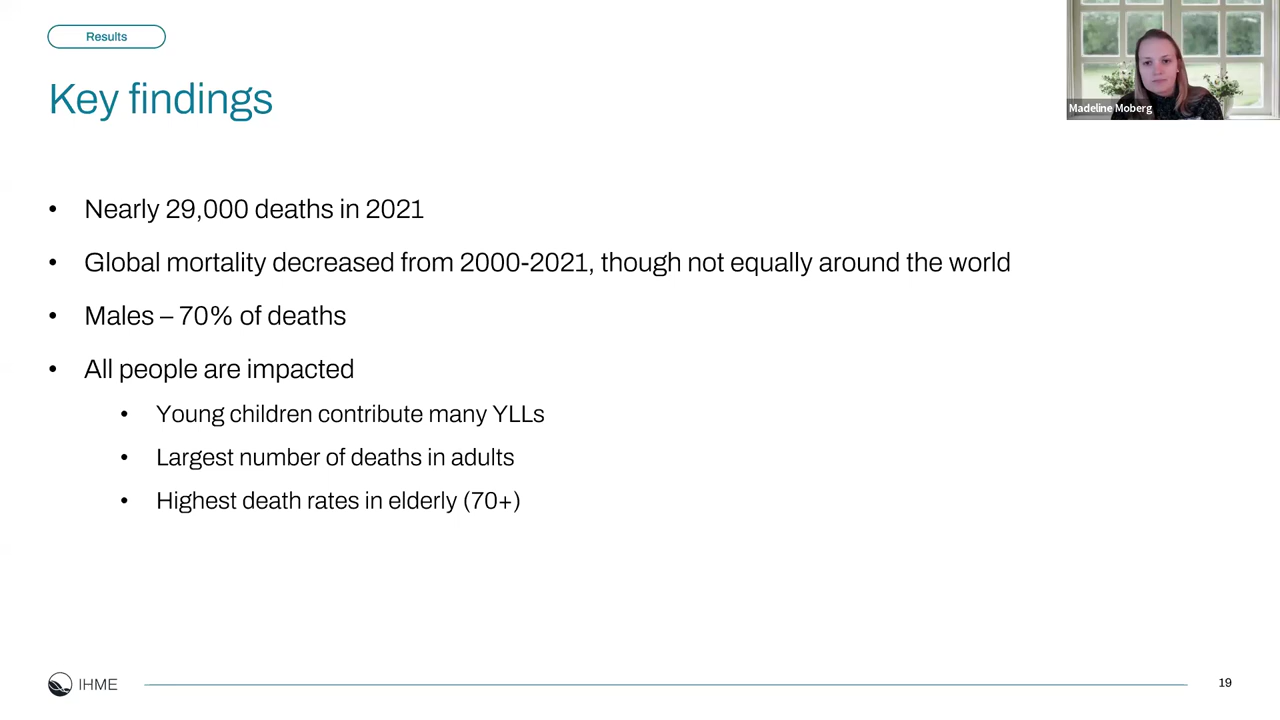 Results
Madeline Moberg
Key findings
• Nearly 29,000 deaths in 2021
• Global mortality decreased from 2000-2021, though not equally around the world
• Males – 70% of deaths
• All people are impacted
• Young children contribute many YLLs
• Largest number of deaths in adults
• Highest death rates in elderly (70+)
IHME
19